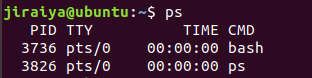 jiraiya@ubuntu:~$ ps
PID TTY TIME CMD
3736 pts/0 00:00:00 bash
3826 pts/0 00:00:00 ps